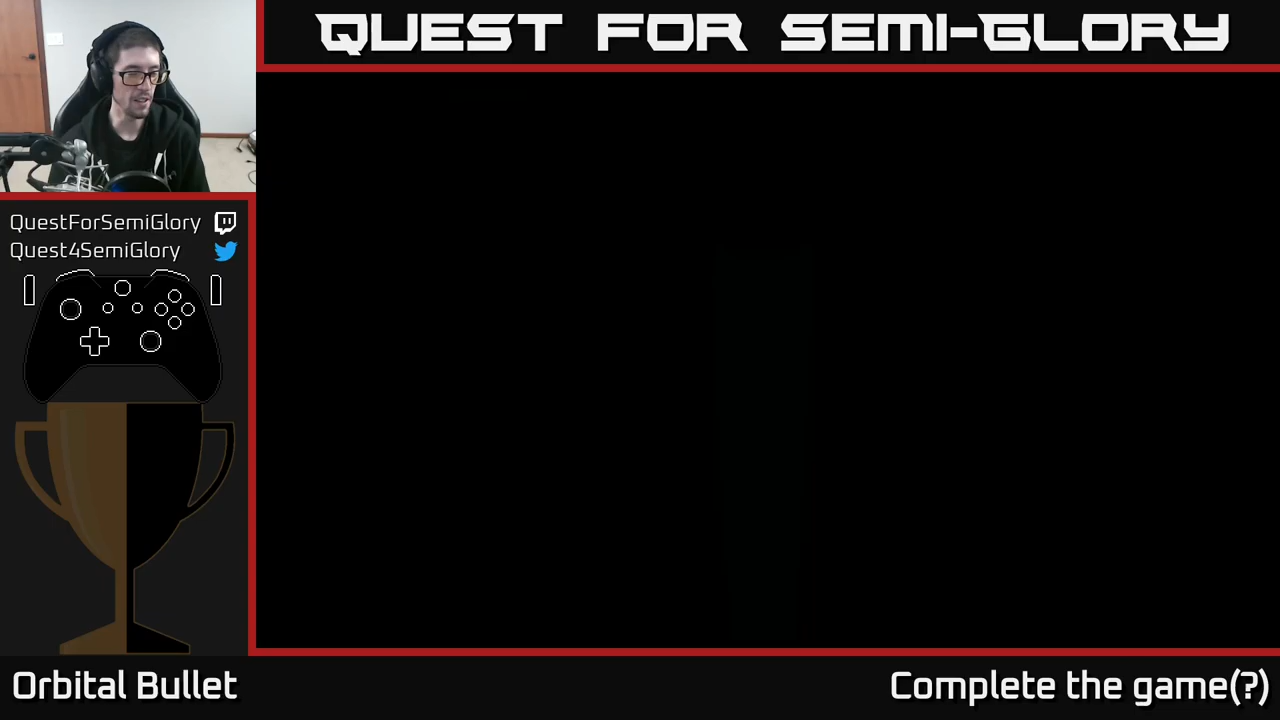 QUEST FOR SEMI-GLORY
QuestForSemiGlory
Quest4SemiGlory
Orbital Bullet
Complete the game(?)